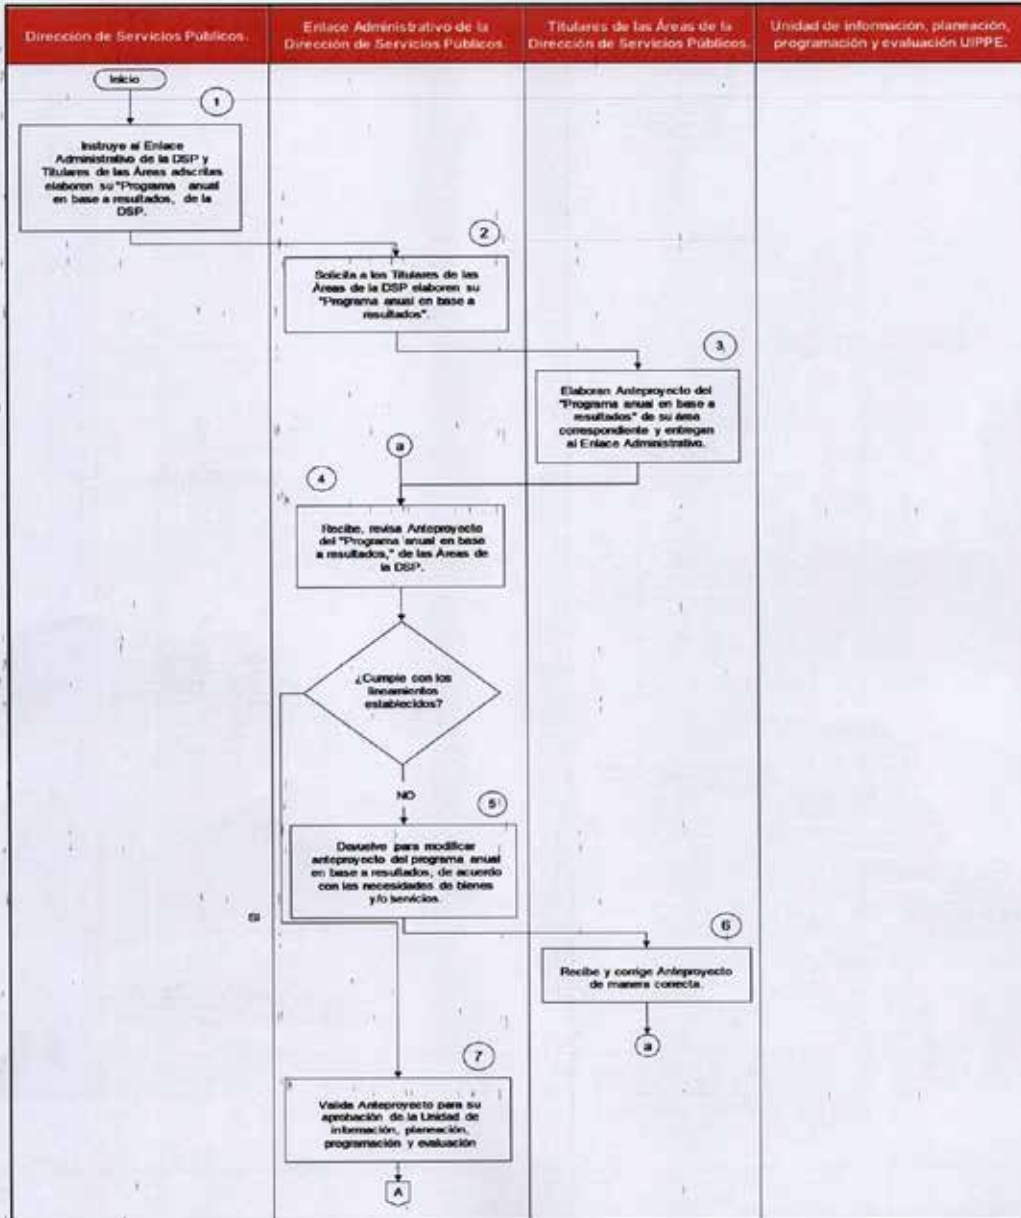 Dirección de Servicios Públicos.
Enlace Administrativo de la
Dirección de Servicios Públicos.
Titulares de las Áreas de la
Dirección de Servicios Públicos.
Unidad de información, planeación,
programación y evaluación UIPPE.
Inicio
1
Instruye al Enlace
Administrativo de la DSP y
Titulares de las Áreas adscritas
elaboren su "Programa anual
en base a resultados, de la
DSP.
2
Solicita a los Titulares de las
Áreas de la DSP elaboren su
"Programa anual en base a
resultados".
3
Elaboran Anteproyecto del
"Programa anual en base a
resultados" de su área
correspondiente y entregan
al Enlace Administrativo.
a
4
Recibe, revisa Anteproyecto
del "Programa anual en base
a resultados," de las Áreas de
la DSP.
¿Cumple con los
lineamientos
establecidos?
NO
5
Devuelve para modificar
anteproyecto del programa anual
en base a resultados, de acuerdo
con las necesidades de bienes
y/o servicios.
SI
6
Recibe y corrige Anteproyecto
de manera correcta.
a
7
Valida Anteproyecto para su
aprobación de la Unidad de
información, planeación,
programación y evaluación
A